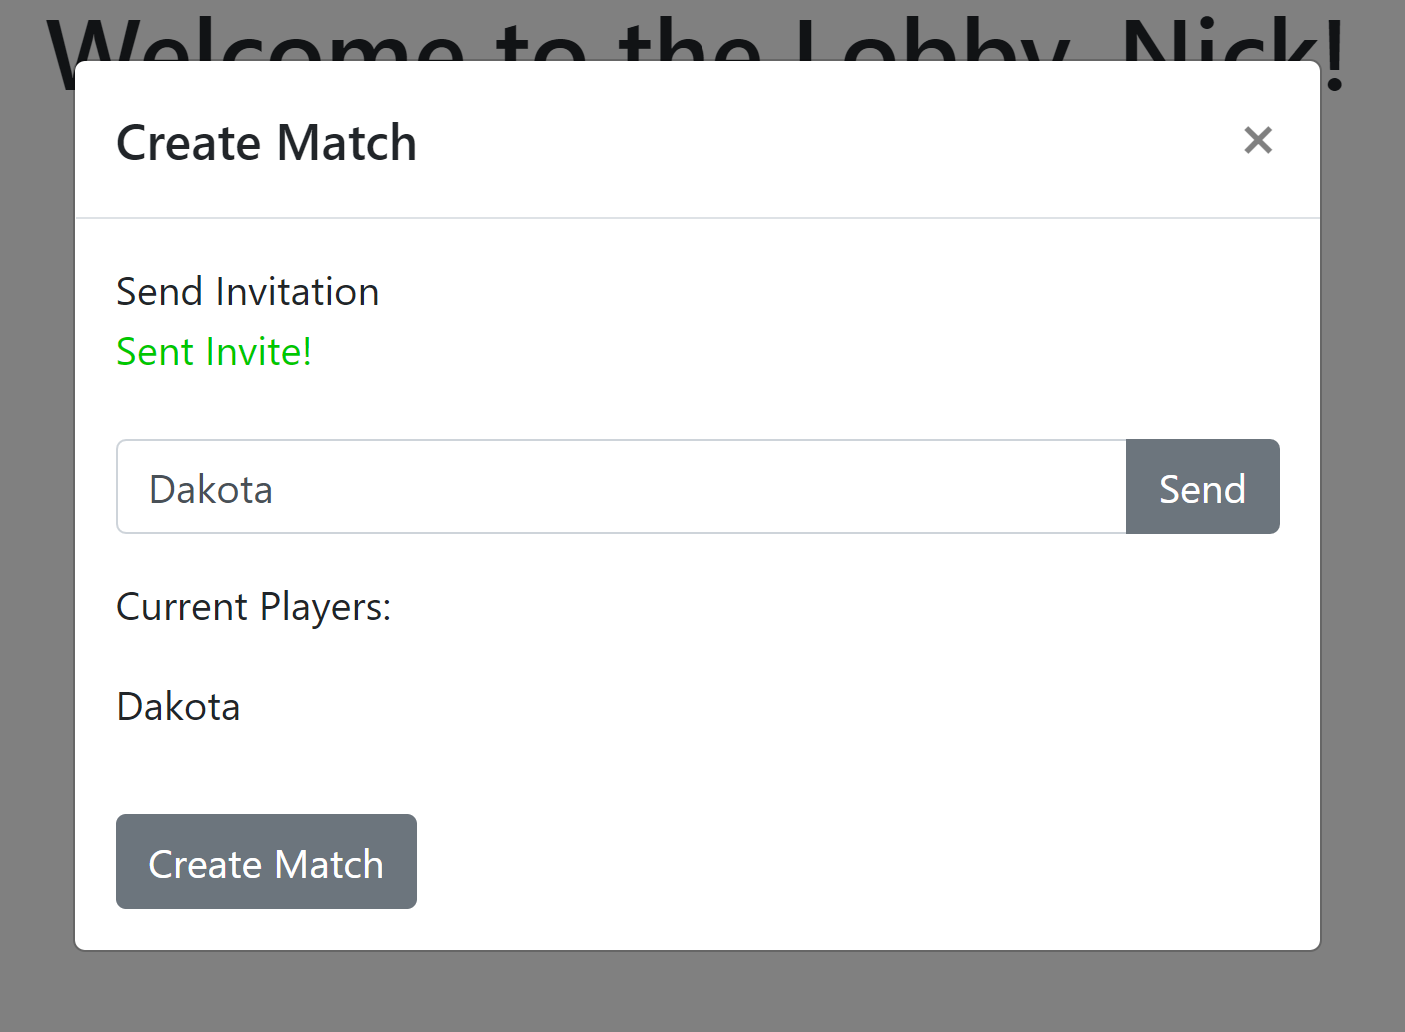 Welcome to the Lobby, Nick!
Create Match ×
Send Invitation
Sent Invite!
Dakota Send
Current Players:
Dakota
Create Match